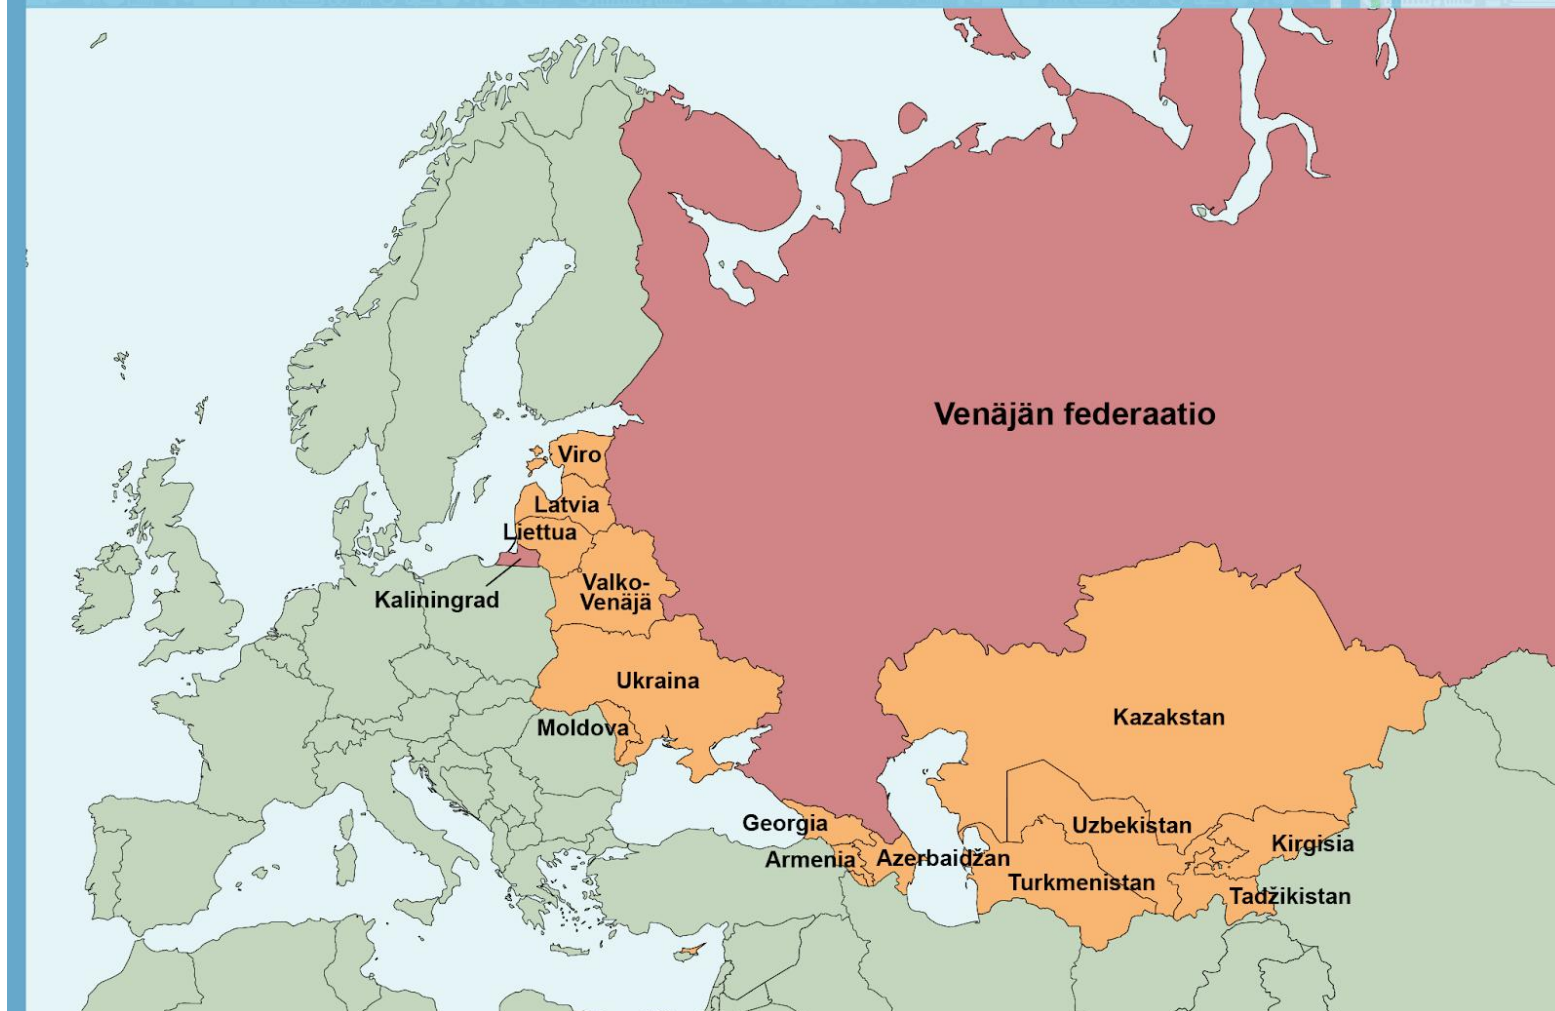 Venäjän federaatio
Viro
Latvia
Liettua
Kaliningrad
Valko-
Venäjä
Ukraina
Moldova
Kazakstan
Georgia
Armenia
Azerbaidžan
Uzbekistan
Kirgisia
Turkmenistan
Tadžikistan